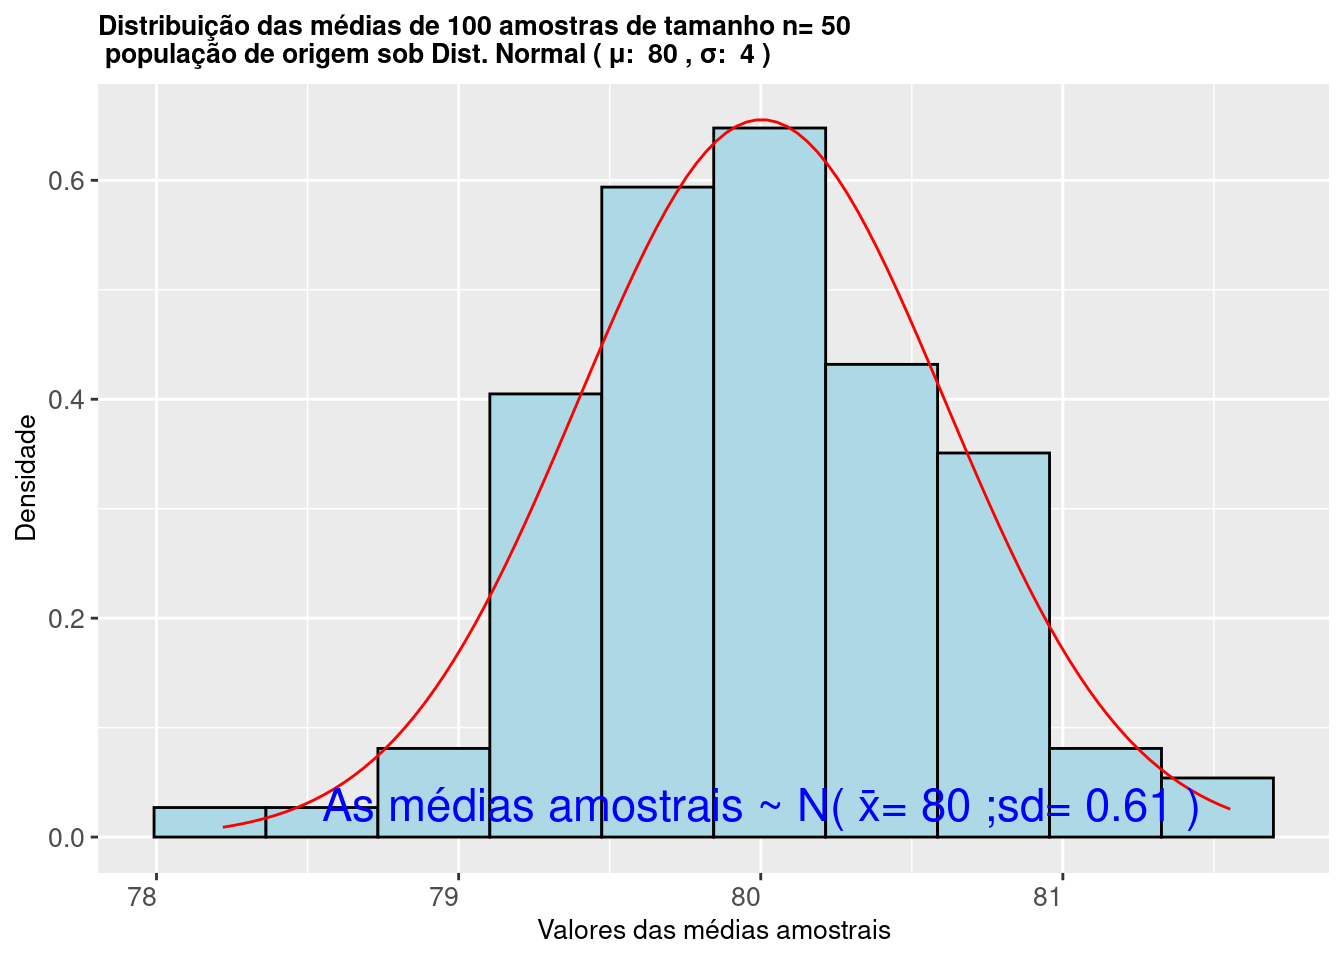 Distribuição das médias de 100 amostras de tamanho n= 50
população de origem sob Dist. Normal ( μ:  80 , σ:  4 )
Densidade
0.6
0.4
0.2
0.0
As médias amostrais ~ N( x̄= 80 ;sd= 0.61 )
78 79 80 81
Valores das médias amostrais